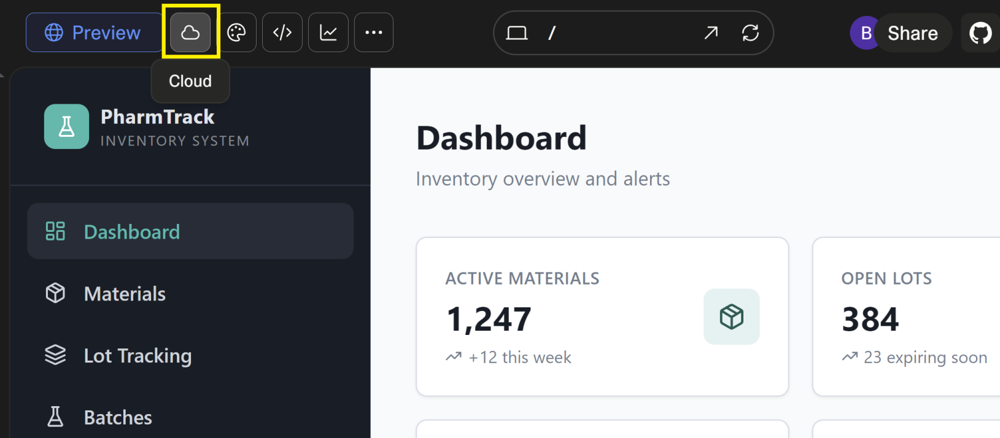 Preview
/
B
Share
Cloud
PharmTrack
INVENTORY SYSTEM
Dashboard
Materials
Lot Tracking
Batches
Dashboard
Inventory overview and alerts
ACTIVE MATERIALS
1,247
+12 this week
OPEN LOTS
384
23 expiring soon